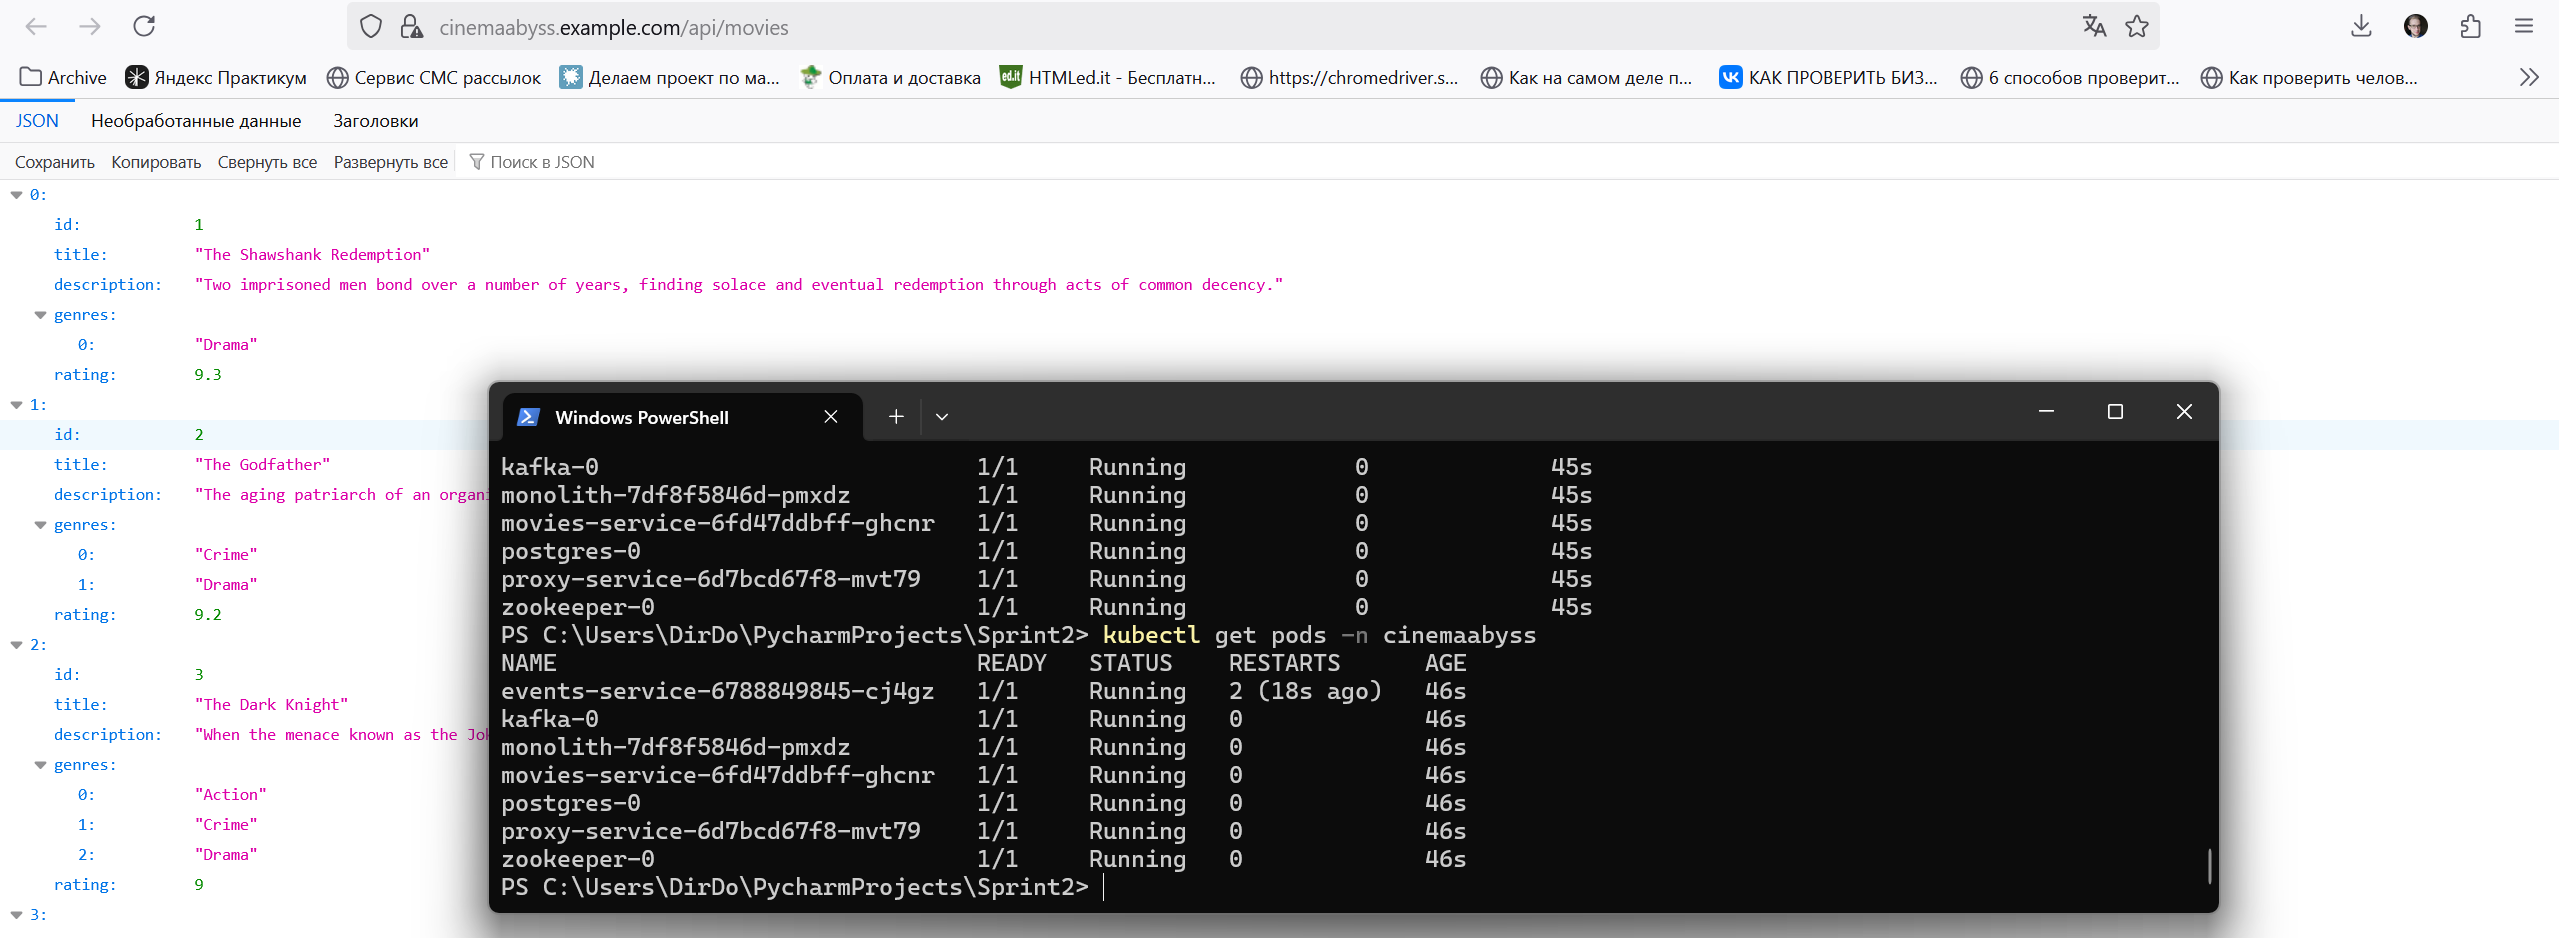 cinemaabyss.example.com/api/movies
Archive Яндекс Практикум Сервис СМС рассылок Делаем проект по ма... Оплата и доставка ed.it HTMLed.it - Бесплатн... https://chromedriver.s... Как на самом деле п... КАК ПРОВЕРИТЬ БИЗ... 6 способов проверит... Как проверить челов...
JSON Необработанные данные Заголовки
Сохранить Копировать Свернуть все Развернуть все Поиск в JSON
0:
id: 1
title: "The Shawshank Redemption"
description: "Two imprisoned men bond over a number of years, finding solace and eventual redemption through acts of common decency."
genres:
0: "Drama"
rating: 9.3
1:
id: 2
title: "The Godfather"
description: "The aging patriarch of an organi
genres:
0: "Crime"
1: "Drama"
rating: 9.2
2:
id: 3
title: "The Dark Knight"
description: "When the menace known as the Jok
genres:
0: "Action"
1: "Crime"
2: "Drama"
rating: 9
3:
Windows PowerShell
kafka-0 1/1 Running 0 45s
monolith-7df8f5846d-pmxdz 1/1 Running 0 45s
movies-service-6fd47ddbff-ghcnr 1/1 Running 0 45s
postgres-0 1/1 Running 0 45s
proxy-service-6d7bcd67f8-mvt79 1/1 Running 0 45s
zookeeper-0 1/1 Running 0 45s
PS C:\Users\DirDo\PycharmProjects\Sprint2> kubectl get pods -n cinemaabyss
NAME READY STATUS RESTARTS AGE
events-service-6788849845-cj4gz 1/1 Running 2 (18s ago) 46s
kafka-0 1/1 Running 0 46s
monolith-7df8f5846d-pmxdz 1/1 Running 0 46s
movies-service-6fd47ddbff-ghcnr 1/1 Running 0 46s
postgres-0 1/1 Running 0 46s
proxy-service-6d7bcd67f8-mvt79 1/1 Running 0 46s
zookeeper-0 1/1 Running 0 46s
PS C:\Users\DirDo\PycharmProjects\Sprint2>